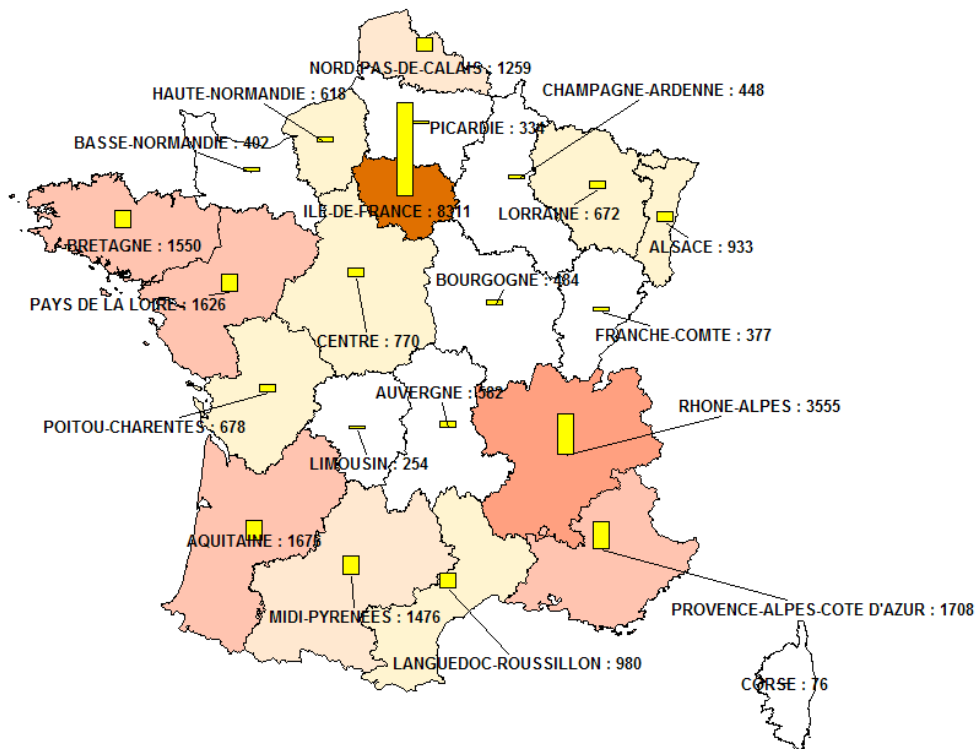 NORD-PAS-DE-CALAIS : 1259
CHAMPAGNE-ARDENNE : 448
HAUTE-NORMANDIE : 618
PICARDIE : 334
BASSE-NORMANDIE : 402
ILE-DE-FRANCE : 8311
LORRAINE : 672
BRETAGNE : 1550
ALSACE : 933
BOURGOGNE : 484
PAYS DE LA LOIRE : 1626
FRANCHE-COMTE : 377
CENTRE : 770
AUVERGNE : 582
RHONE-ALPES : 3555
POITOU-CHARENTES : 678
LIMOUSIN : 254
AQUITAINE : 1675
PROVENCE-ALPES-COTE D'AZUR : 1708
MIDI-PYRENEES : 1476
LANGUEDOC-ROUSSILLON : 980
CORSE : 76